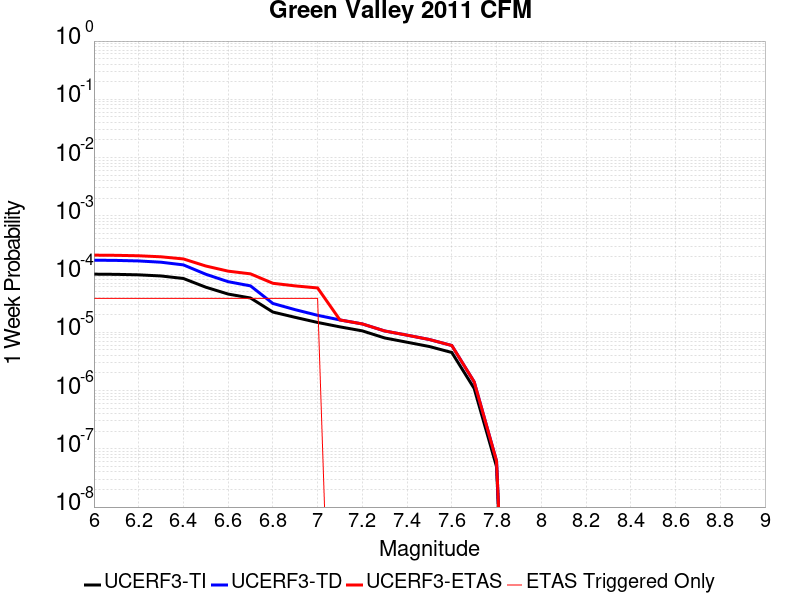 Green Valley 2011 CFM
10^0
10^-1
10^-2
10^-3
10^-4
10^-5
10^-6
10^-7
10^-8
1 Week Probability
6 6.2 6.4 6.6 6.8 7 7.2 7.4 7.6 7.8 8 8.2 8.4 8.6 8.8 9
Magnitude
UCERF3-TI UCERF3-TD UCERF3-ETAS ETAS Triggered Only